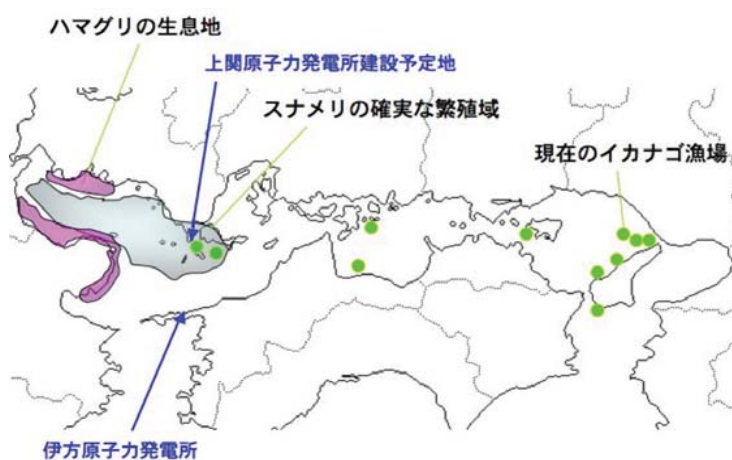 ハマグリの生息地
上関原子力発電所建設予定地
スナメリの確実な繁殖域
現在のイカナゴ漁場
伊方原子力発電所